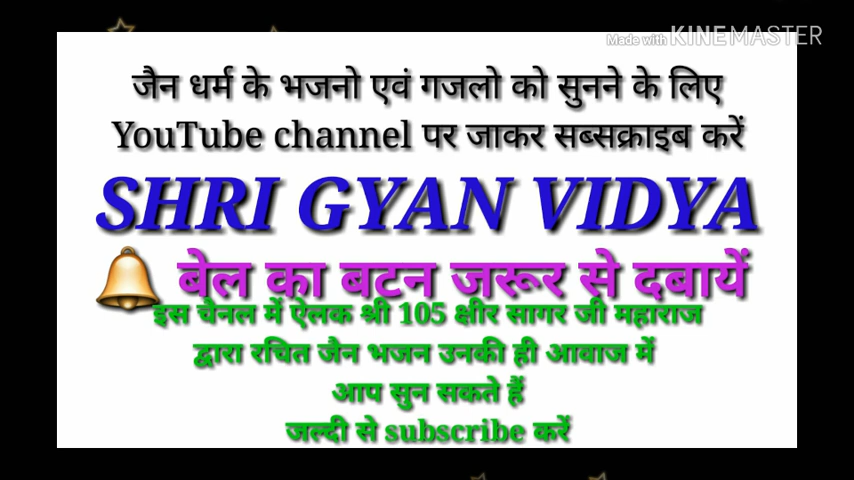 Made with KINEMASTER
जैन धर्म के भजनो एवं गजलो को सुनने के लिए
YouTube channel पर जाकर सब्सक्राइब करें
SHRI GYAN VIDYA
बेल का बटन जरूर से दबायें
इस चैनल में ऐलक श्री 105 क्षीर सागर जी महाराज
द्वारा रचित जैन भजन उनकी ही आवाज में
आप सुन सकते हैं
जल्दी से subscribe करें